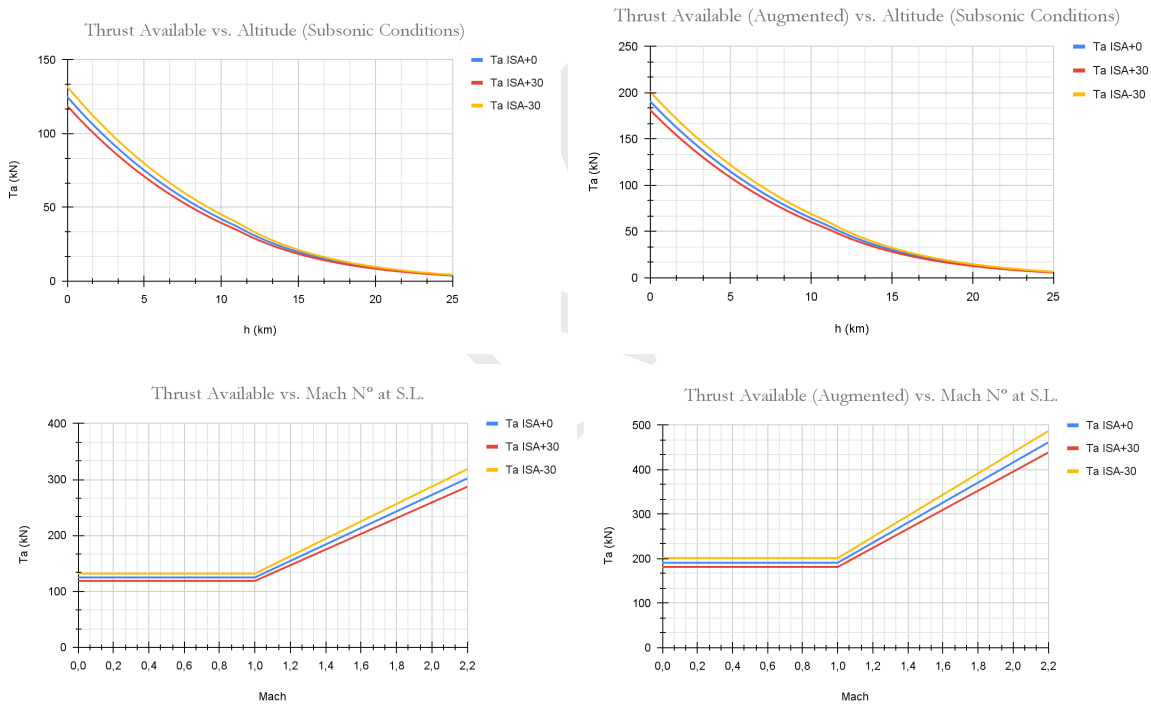 Thrust Available vs. Altitude (Subsonic Conditions)
150
100
50
0
Ta (kN)
0 5 10 15 20 25
h (km)
Ta ISA+0
Ta ISA+30
Ta ISA-30
Thrust Available (Augmented) vs. Altitude (Subsonic Conditions)
250
200
150
100
50
0
Ta (kN)
0 5 10 15 20 25
h (km)
Ta ISA+0
Ta ISA+30
Ta ISA-30
Thrust Available vs. Mach Nº at S.L.
400
300
200
100
0
Ta (kN)
0,0 0,2 0,4 0,6 0,8 1,0 1,2 1,4 1,6 1,8 2,0 2,2
Mach
Ta ISA+0
Ta ISA+30
Ta ISA-30
Thrust Available (Augmented) vs. Mach Nº at S.L.
500
400
300
200
100
0
Ta (kN)
0,0 0,2 0,4 0,6 0,8 1,0 1,2 1,4 1,6 1,8 2,0 2,2
Mach
Ta ISA+0
Ta ISA+30
Ta ISA-30